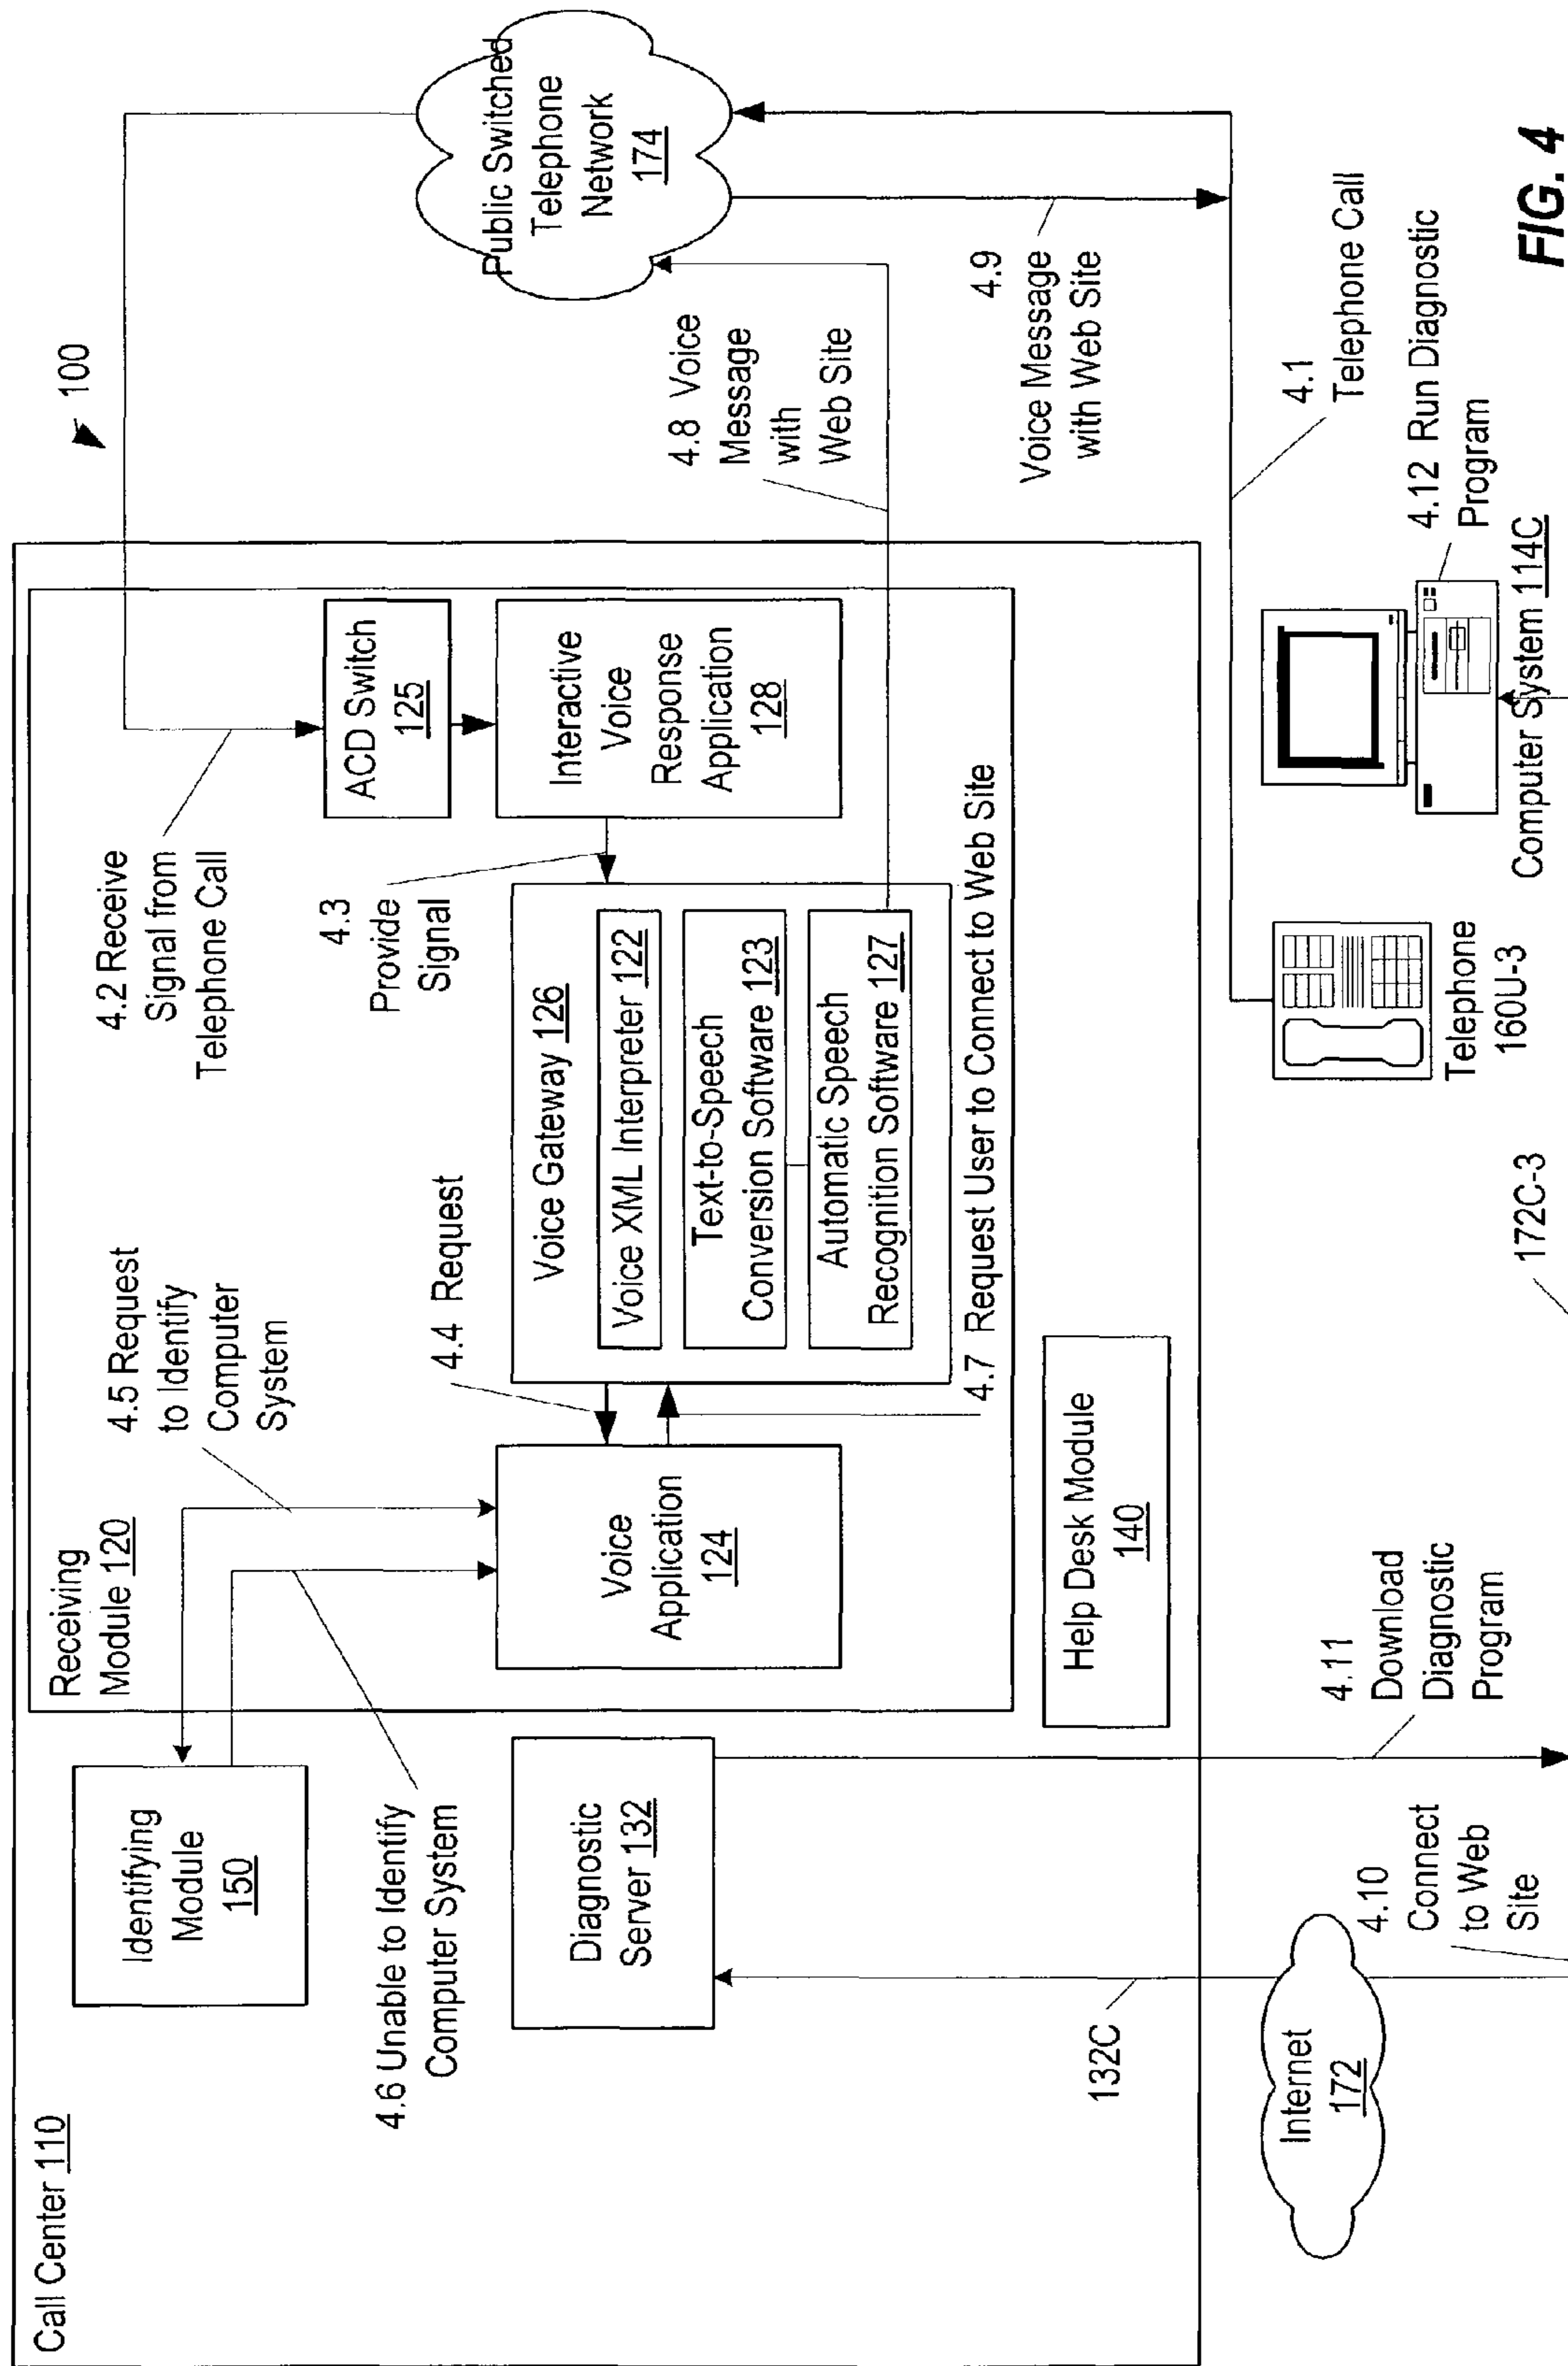 Call Center 110
100
Receiving
Module 120
Identifying
Module
150
4.5 Request
to Identify
Computer
System
4.2 Receive
Signal from
Telephone Call
Public Switched
Telephone
Network
174
4.6 Unable to Identify
Computer System
4.4 Request
4.3
Provide
Signal
ACD Switch
125
Interactive
Voice
Response
Application
128
Voice
Application
124
Voice Gateway 126
Voice XML Interpreter 122
Text-to-Speech
Conversion Software 123
Automatic Speech
Recognition Software 127
4.8 Voice
Message
with
Web Site
Diagnostic
Server 132
4.7 Request User to Connect to Web Site
4.9
Voice Message
with Web Site
Help Desk Module
140
132C
Internet
172
4.10
Connect
to Web
Site
4.11
Download
Diagnostic
Program
172C-3
Telephone
160U-3
Computer System 114C
4.1
Telephone Call
4.12 Run Diagnostic
Program
FIG. 4